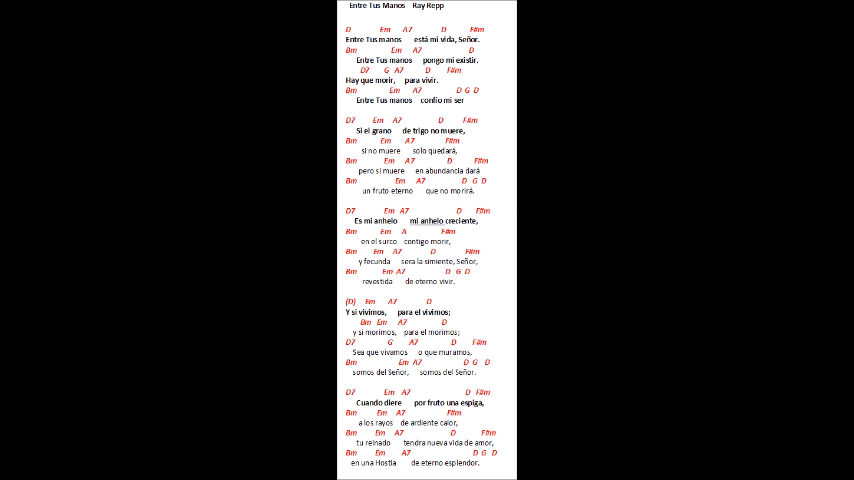 Entre Tus Manos Ray Repp
D Em A7 D F#m
Entre Tus manos está mi vida, Señor.
Bm Em A7 D
Entre Tus manos pongo mi existir.
D7 G A7 D F#m
Hay que morir, para vivir.
Bm Em A7 D G D
Entre Tus manos confío mi ser
D7 Em A7 D F#m
Si el grano de trigo no muere,
Bm Em A7 F#m
si no muere solo quedará,
Bm Em A7 D F#m
pero si muere en abundancia dará
Bm Em A7 D G D
un fruto eterno que no morirá.
D7 Em A7 D F#m
Es mi anhelo mi anhelo creciente,
Bm Em A F#m
en el surco contigo morir,
Bm Em A7 D F#m
y fecunda sera la simiente, Señor,
Bm Em A7 D G D
revestida de eterno vivir.
(D) Em A7 D
Y si vivimos, para el vivimos;
Bm Em A7 D
y si morimos, para el morimos;
D7 G A7 D F#m
Sea que vivamos o que muramos,
Bm Em A7 D G D
somos del Señor, somos del Señor.
D7 Em A7 D F#m
Cuando diere por fruto una espiga,
Bm Em A7 F#m
a los rayos de ardiente calor,
Bm Em A7 D F#m
tu reinado tendra nueva vida de amor,
Bm Em A7 D G D
en una Hostia de eterno esplendor.